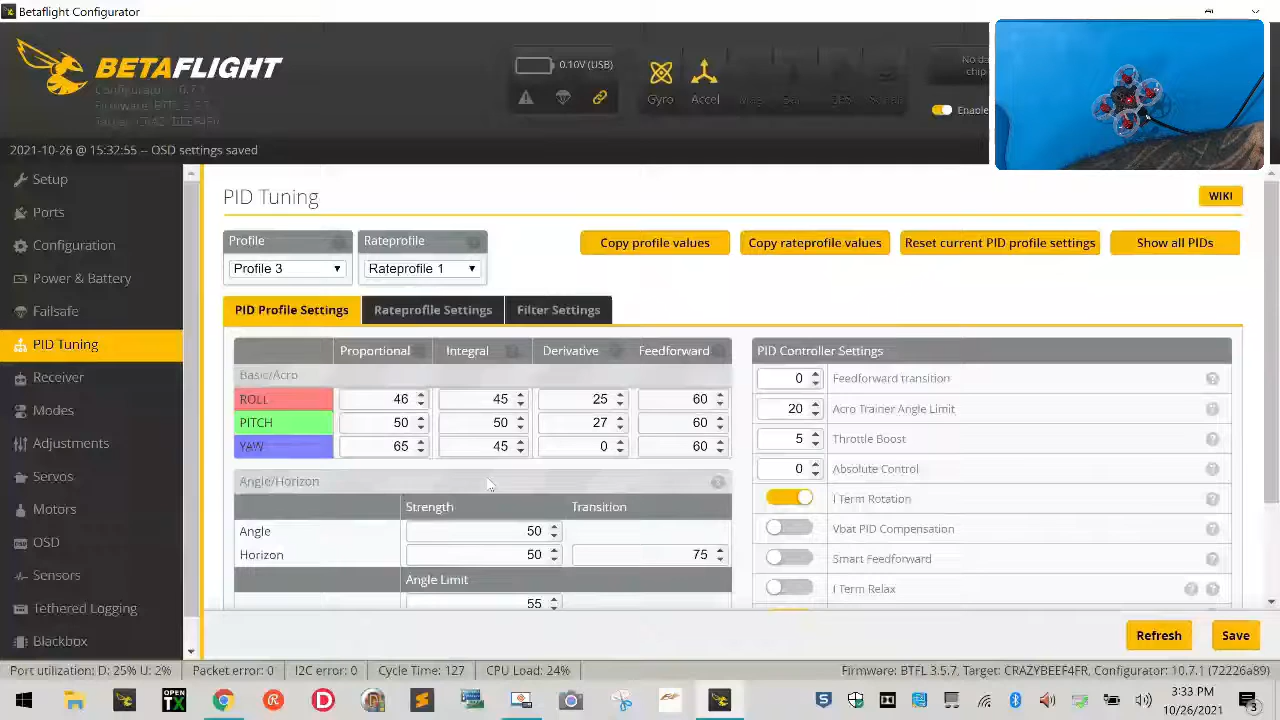 Betaflight Configurator
BETAFLIGHT
0.10V (USB)
Gyro
Accel
Enable
2021-10-26 @ 15:32:55 -- OSD settings saved
Setup
Ports
Configuration
Power & Battery
Failsafe
PID Tuning
Receiver
Modes
Adjustments
Servos
Motors
OSD
Sensors
Tethered Logging
Blackbox
PID Tuning
WIKI
Profile
Rateprofile
Profile 3
Rateprofile 1
Copy profile values
Copy rateprofile values
Reset current PID profile settings
Show all PIDs
PID Profile Settings
Rateprofile Settings
Filter Settings
Proportional Integral Derivative Feedforward
Basic/Acro
ROLL 46 45 25 60
PITCH 50 50 27 60
YAW 65 45 0 60
Angle/Horizon
Strength Transition
Angle 50
Horizon 50 75
Angle Limit
55
PID Controller Settings
0 Feedforward transition
20 Acro Trainer Angle Limit
5 Throttle Boost
0 Absolute Control
I Term Rotation
Vbat PID Compensation
Smart Feedforward
I Term Relax
Refresh
Save
Port utilization: D: 25% U: 2%
Packet error: 0
I2C error: 0
Cycle Time: 127
CPU Load: 24%
Firmware: BTFL 3.5.7, Target: CRAZYBEEF4FR, Configurator: 10.7.1 (72226a89)
OPEN
TX
3:33 PM
10/26/2021
3